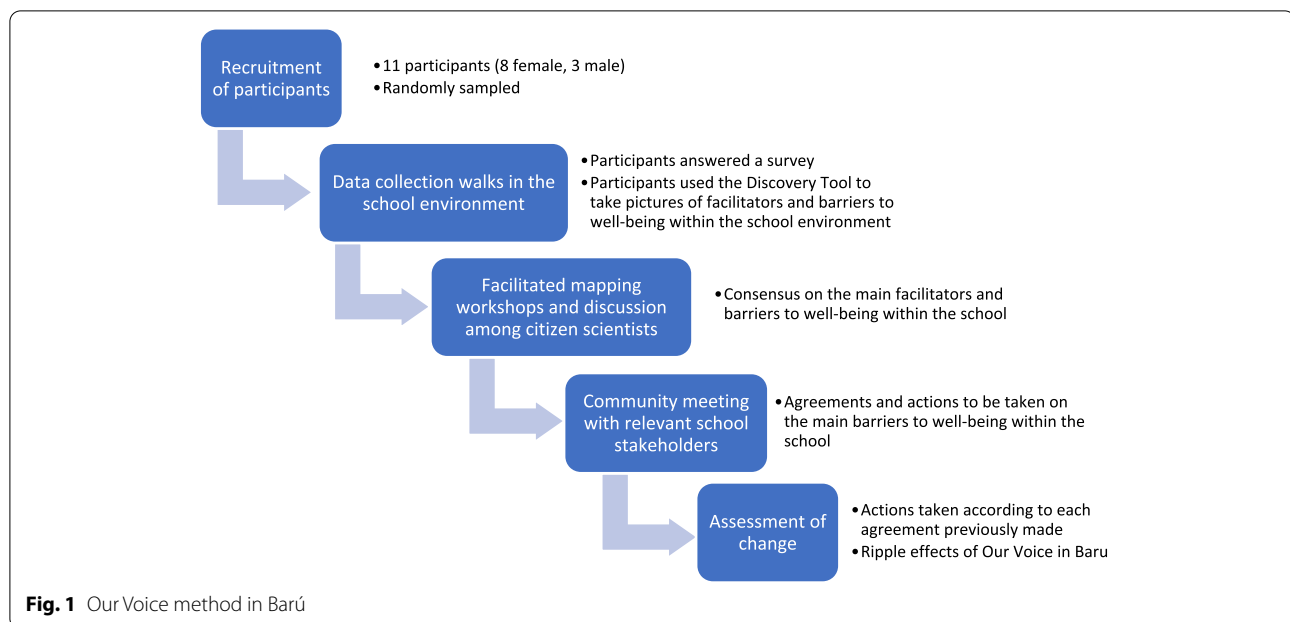 Recruitment
of participants
•11 participants (8 female, 3 male)
•Randomly sampled
Data collection walks in the
school environment
•Participants answered a survey
•Participants used the Discovery Tool to
take pictures of facilitators and barriers to
well-being within the school environment
Facilitated mapping
workshops and discussion
among citizen scientists
•Consensus on the main facilitators and
barriers to well-being within the school
Community meeting
with relevant school
stakeholders
•Agreements and actions to be taken on
the main barriers to well-being within the
school
Assessment of
change
•Actions taken according to each
agreement previously made
•Ripple effects of Our Voice in Baru
Fig. 1 Our Voice method in Barú